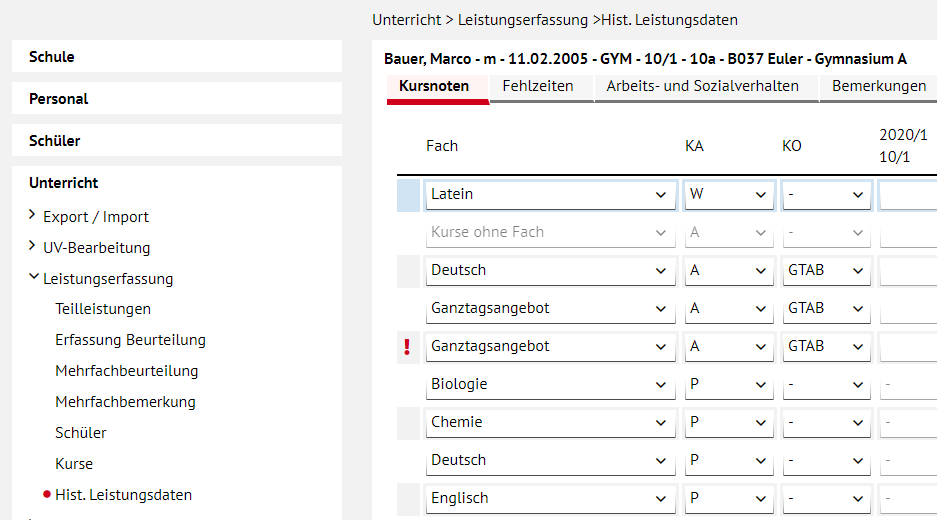 Unterricht > Leistungserfassung >Hist. Leistungsdaten
Schule
Personal
Schüler
Unterricht
Export / Import
UV-Bearbeitung
Leistungserfassung
Teilleistungen
Erfassung Beurteilung
Mehrfachbeurteilung
Mehrfachbemerkung
Schüler
Kurse
Hist. Leistungsdaten
Bauer, Marco - m - 11.02.2005 - GYM - 10/1 - 10a - B037 Euler - Gymnasium A
Kursnoten Fehlzeiten Arbeits- und Sozialverhalten Bemerkungen
Fach KA KO 2020/1
10/1
Latein W -
Kurse ohne Fach A -
Deutsch A GTAB
Ganztagsangebot A GTAB
! Ganztagsangebot A GTAB
Biologie P - -
Chemie P - -
Deutsch P - -
Englisch P - -